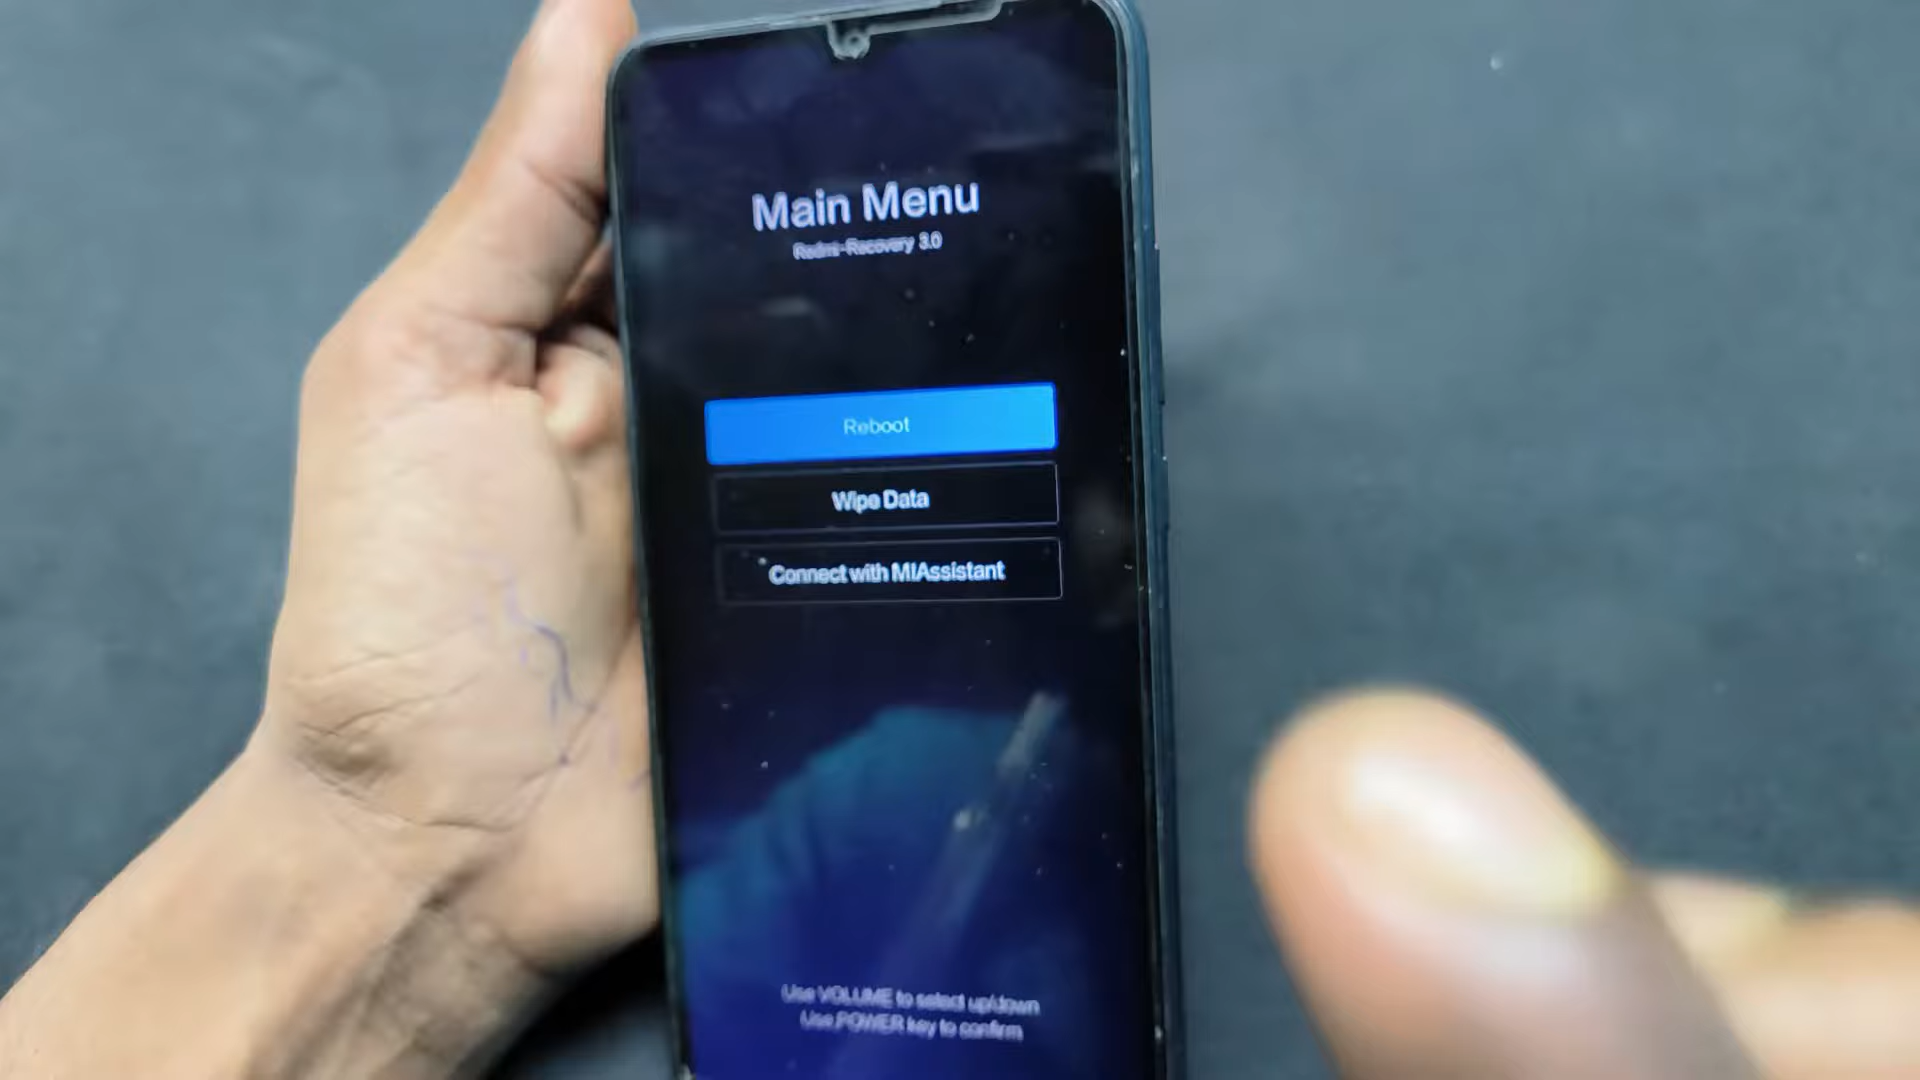 Main Menu
Redmi-Recovery 3.0
Reboot
Wipe Data
Connect with MIAssistant
Use VOLUME to select up/down
Use POWER key to confirm